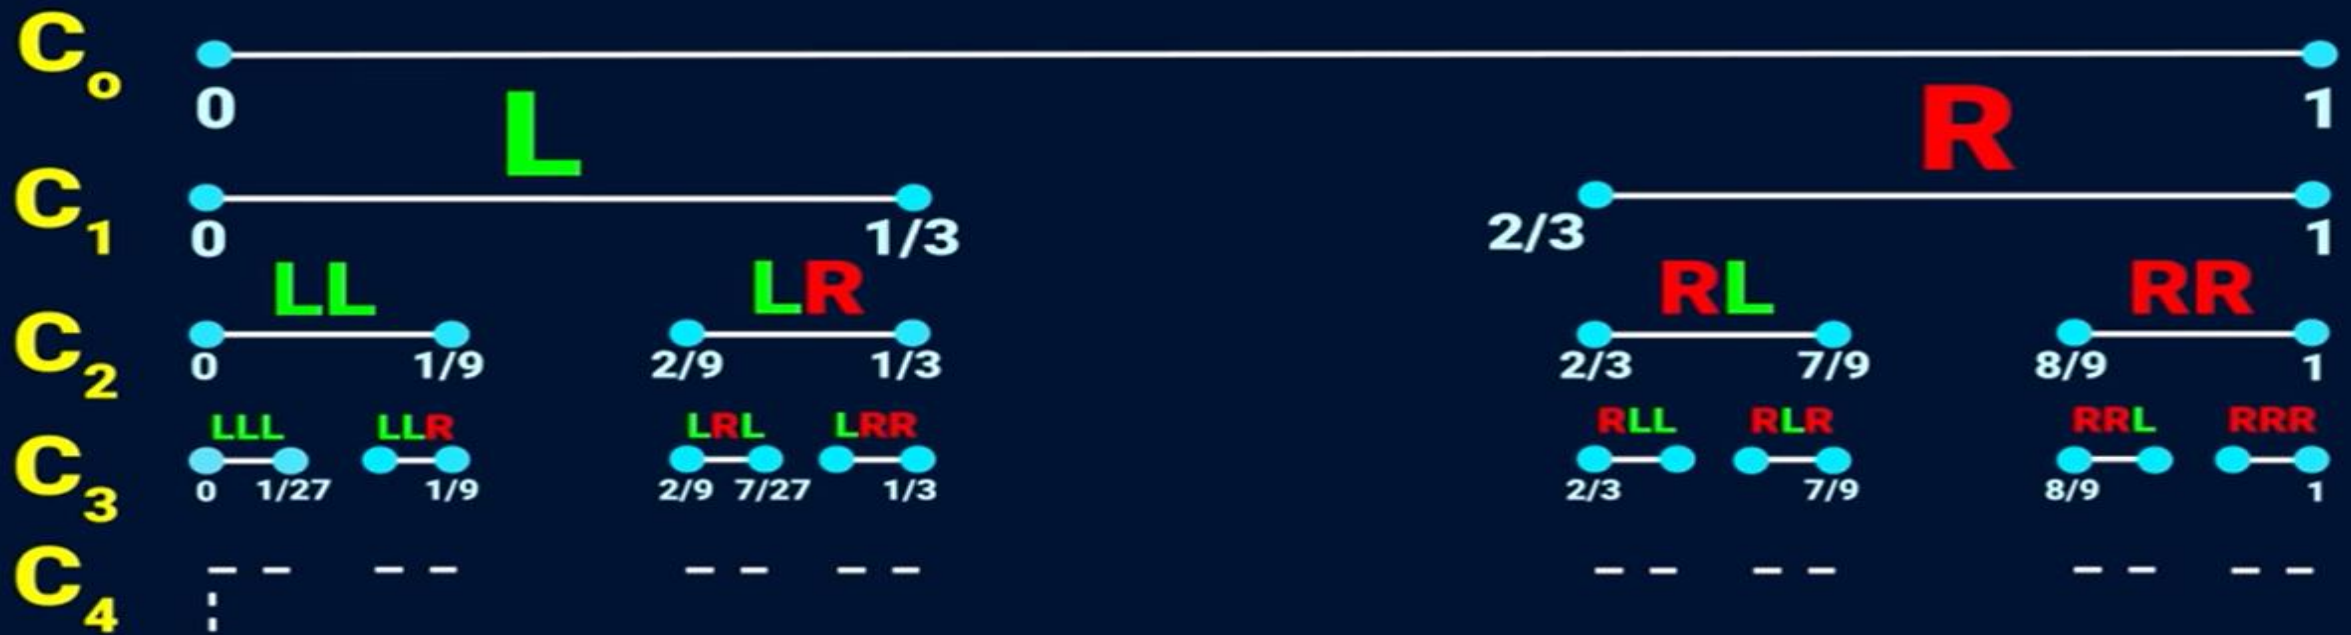 C₀
0 1
L R
C₁
0 1/3 2/3 1
LL LR RL RR
C₂
0 1/9 2/9 1/3 2/3 7/9 8/9 1
LLL LLR LRL LRR RLL RLR RRL RRR
C₃
0 1/27 1/9 2/9 7/27 1/3 2/3 7/9 8/9 1
C₄